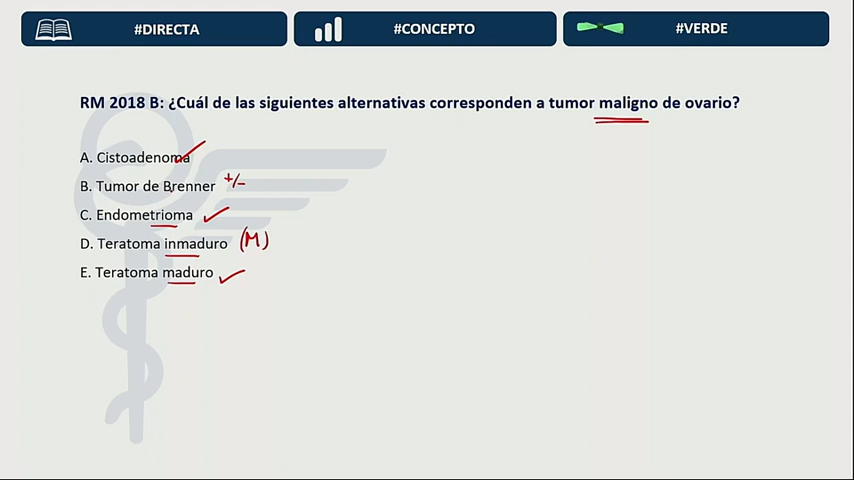 #DIRECTA
#CONCEPTO
#VERDE
RM 2018 B: ¿Cuál de las siguientes alternativas corresponden a tumor maligno de ovario?
A. Cistoadenoma
B. Tumor de Brenner +/-
C. Endometrioma
D. Teratoma inmaduro (M)
E. Teratoma maduro